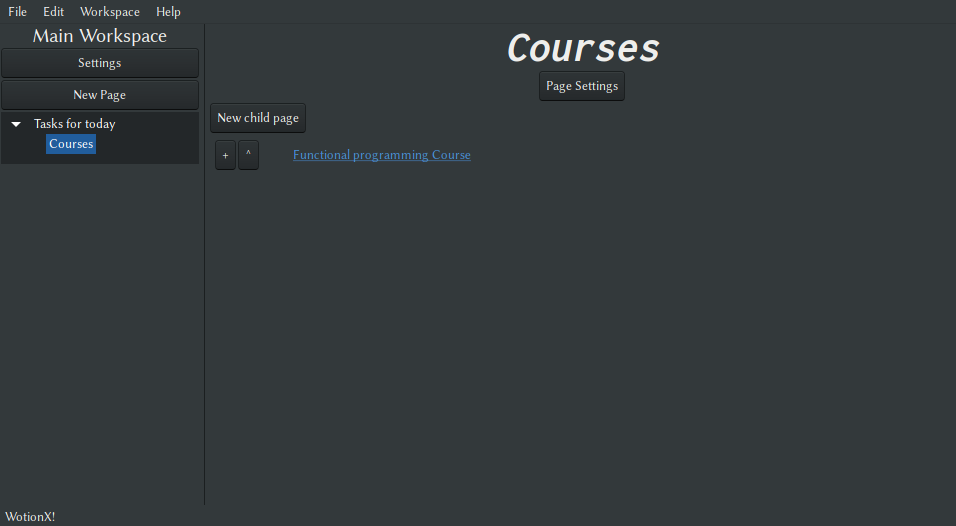 File Edit Workspace Help
Main Workspace
Settings
New Page
Tasks for today
Courses
Courses
Page Settings
New child page
+ ^ Functional programming Course
WotionX!